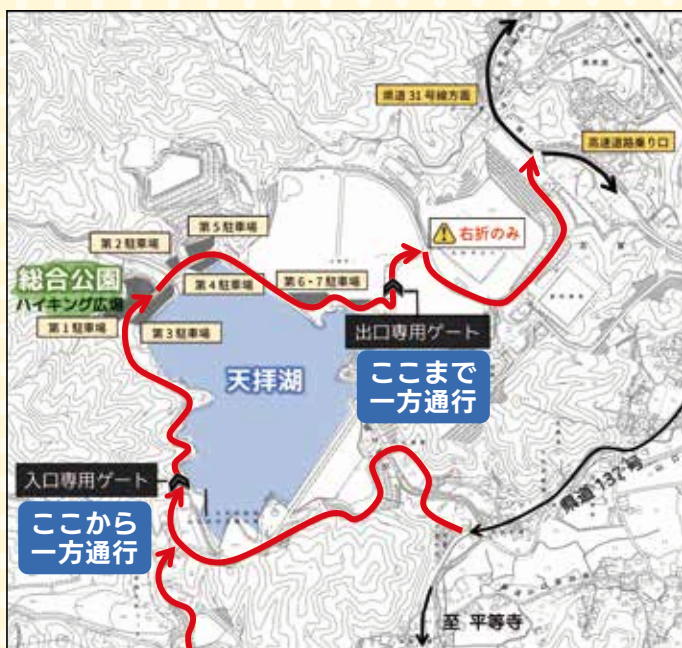 県道 31 号線方面
高速道路乗り口
第5駐車場
第2駐車場
右折のみ
総合公園
ハイキング広場
第4駐車場
第6・7駐車場
第1駐車場
第3駐車場
出口専用ゲート
天拝湖
ここまで
一方通行
入口専用ゲート
県道 137号
ここから
一方通行
至 平等寺